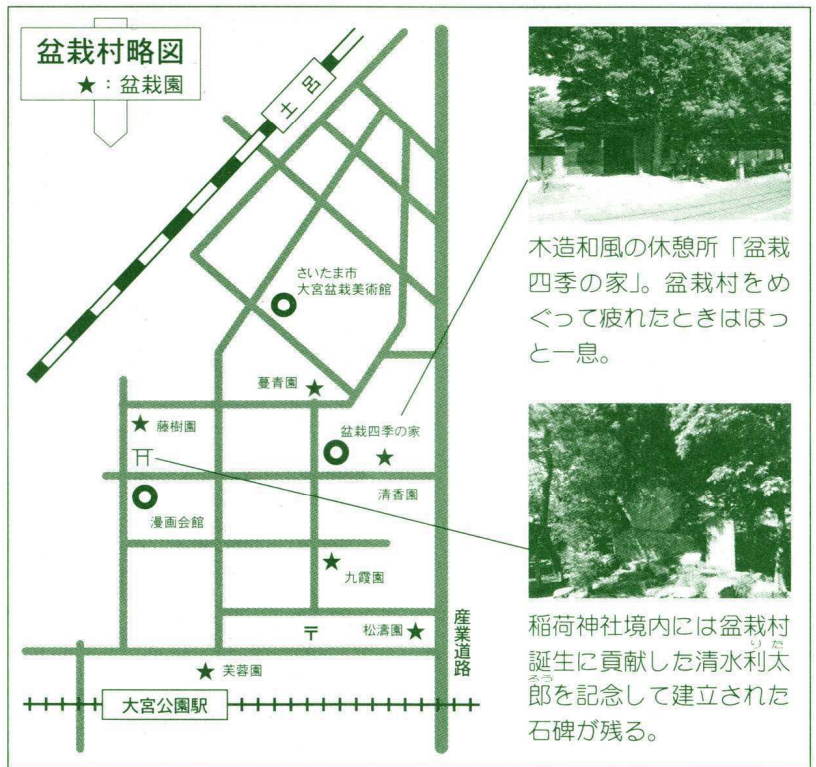 盆栽村略図
★：盆栽園
土呂
さいたま市
大宮盆栽美術館
蔓青園
藤樹園
盆栽四季の家
清香園
漫画会館
九霞園
産業道路
松濤園
〒
芙蓉園
大宮公園駅
木造和風の休憩所「盆栽
四季の家」。盆栽村をめ
ぐって疲れたときはほっ
と一息。
稲荷神社境内には盆栽村
誕生に貢献した清水利太
りた
郎を記念して建立された
ろう
石碑が残る。